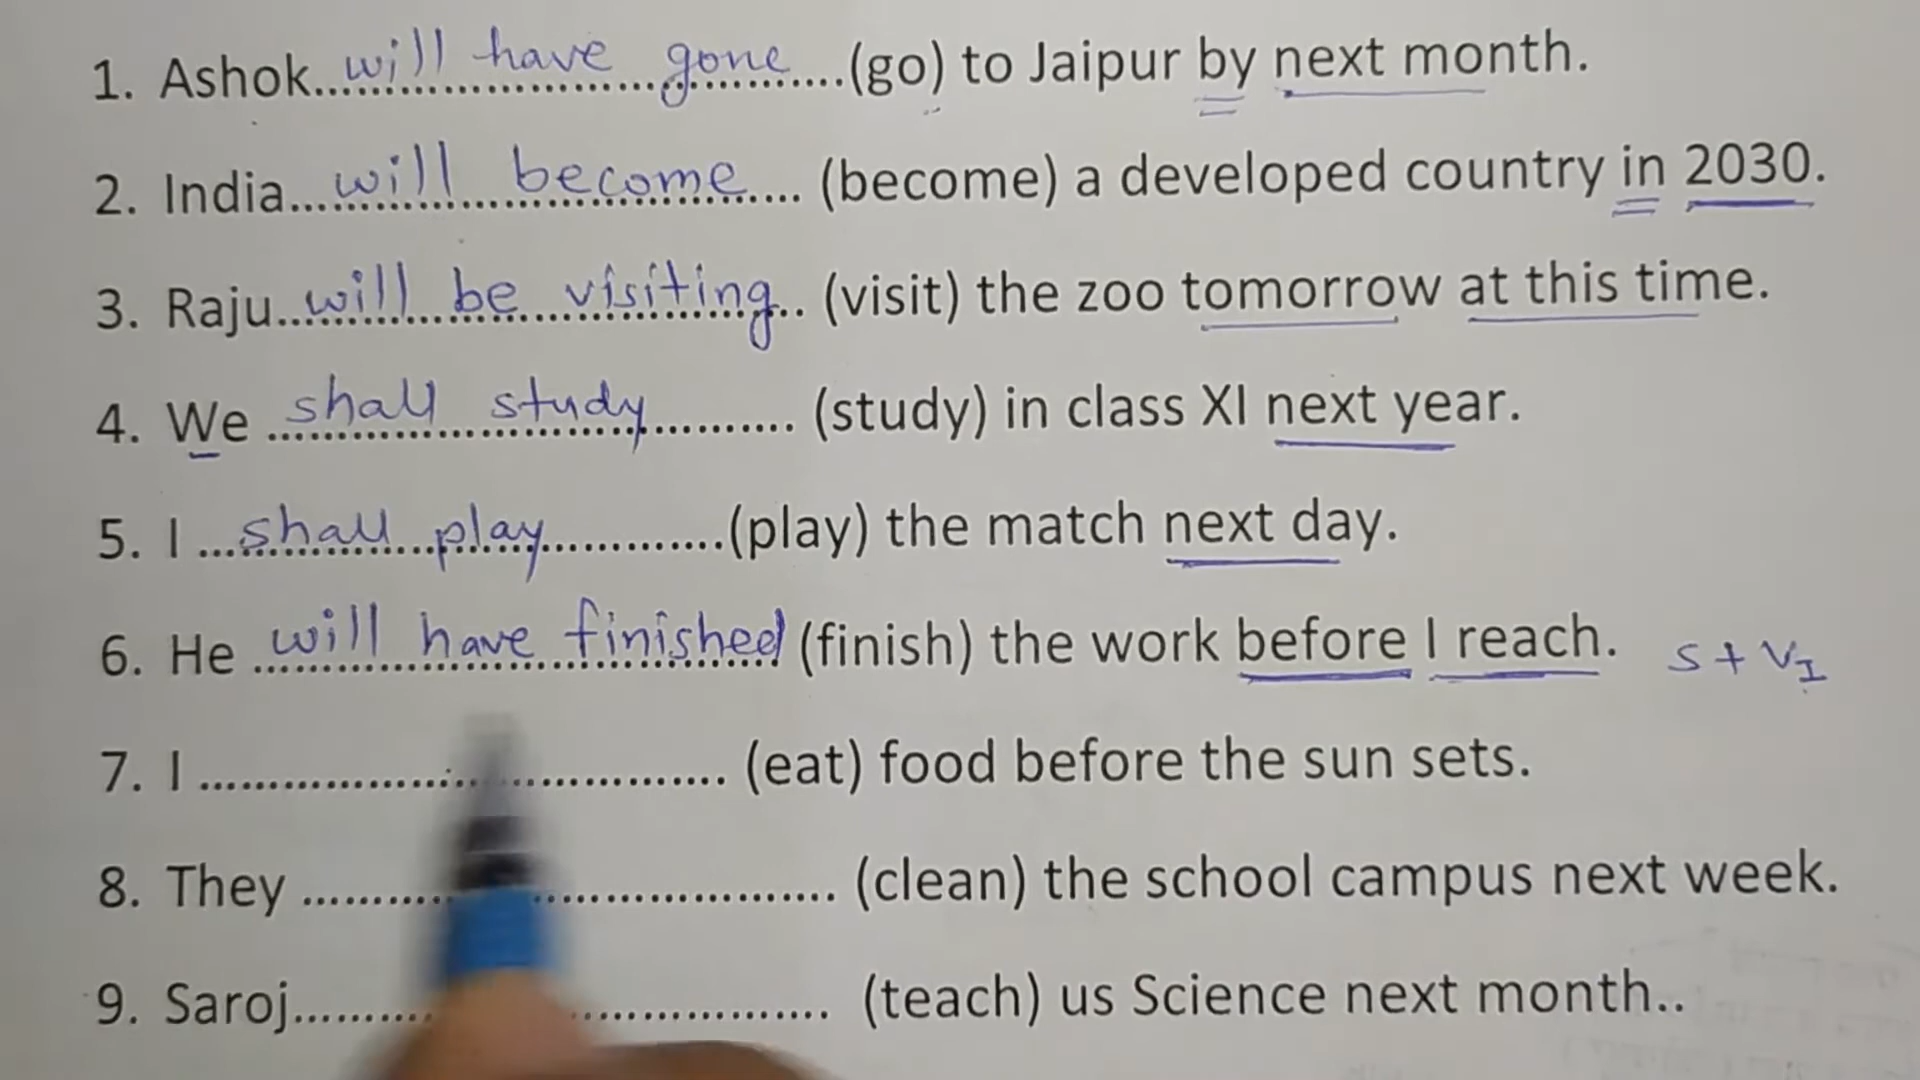 1. Ashok...will have gone...(go) to Jaipur by next month.
2. India...will become...(become) a developed country in 2030.
3. Raju...will be visiting..(visit) the zoo tomorrow at this time.
4. We ...shall study...(study) in class XI next year.
5. I ...shall play...(play) the match next day.
6. He ...will have finished...(finish) the work before I reach. S + V I
7. I ................................... (eat) food before the sun sets.
8. They ................................... (clean) the school campus next week.
9. Saroj................................... (teach) us Science next month..